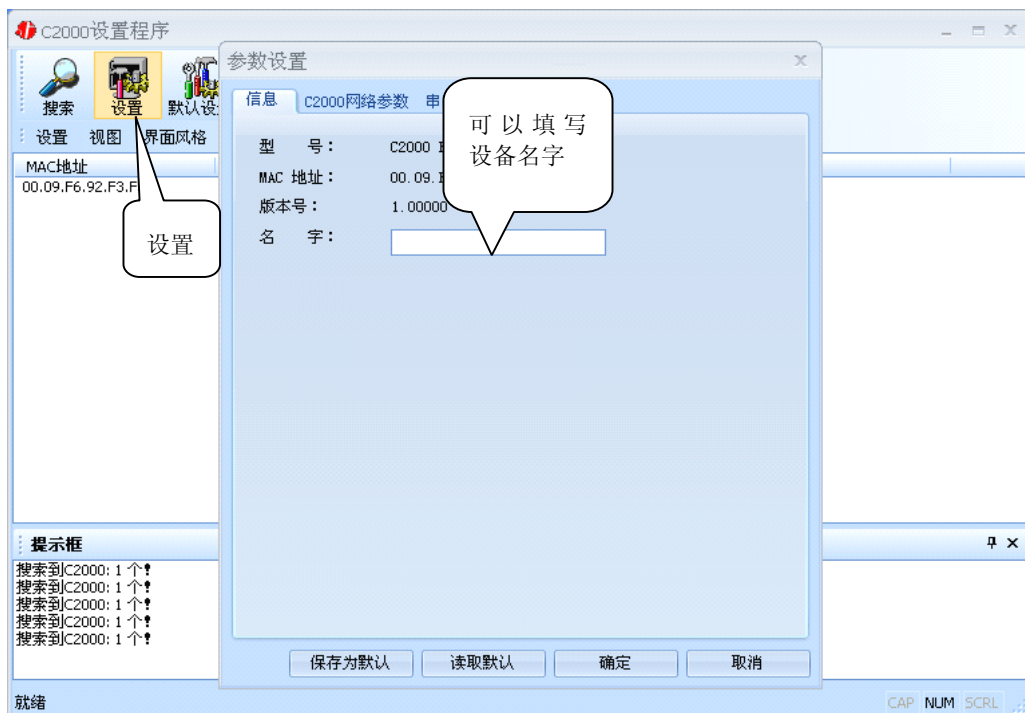 C2000设置程序
搜索 设置 默认设
设置 视图 界面风格
MAC地址
00.09.F6.92.F3.F
设置
参数设置
信息 C2000网络参数 串
可以填写
设备名字
型 号： C2000
MAC 地址： 00.09.
版本号： 1.00000
名 字：
提示框
搜索到C2000: 1 个!
搜索到C2000: 1 个!
搜索到C2000: 1 个!
搜索到C2000: 1 个!
搜索到C2000: 1 个!
保存为默认 读取默认 确定 取消
就绪
CAP NUM SCRL